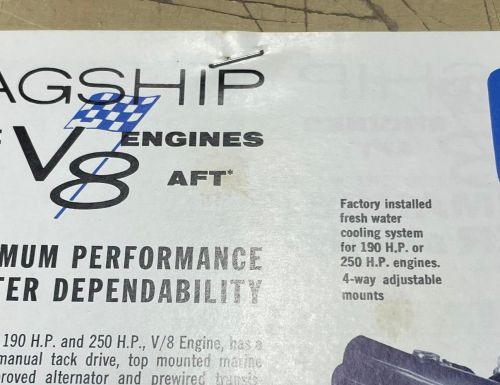 AGSHIP
V8 ENGINES
AFT*
MUM PERFORMANCE
TER DEPENDABILITY
190 H.P. and 250 H.P., V/8 Engine, has a
manual tack drive, top mounted marine
proved alternator and prewired
Factory installed
fresh water
cooling system
for 190 H.P. or
250 H.P. engines.
4-way adjustable
mounts